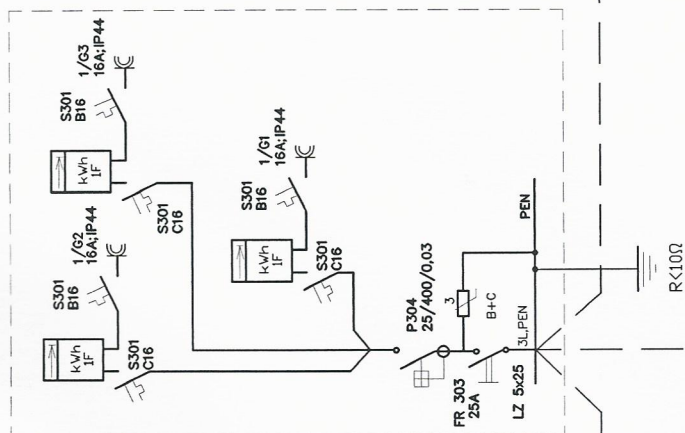 1/G3
16A;IP44
S301
B16
kWh
1F
S301
C16
1/G2
16A;IP44
S301
B16
kWh
1F
S301
C16
1/G1
16A;IP44
S301
B16
kWh
1F
S301
C16
P304
25/400/0,03
3
B+C
FR 303
25A
LZ 5x25
3L,PEN
PEN
R≤10Ω